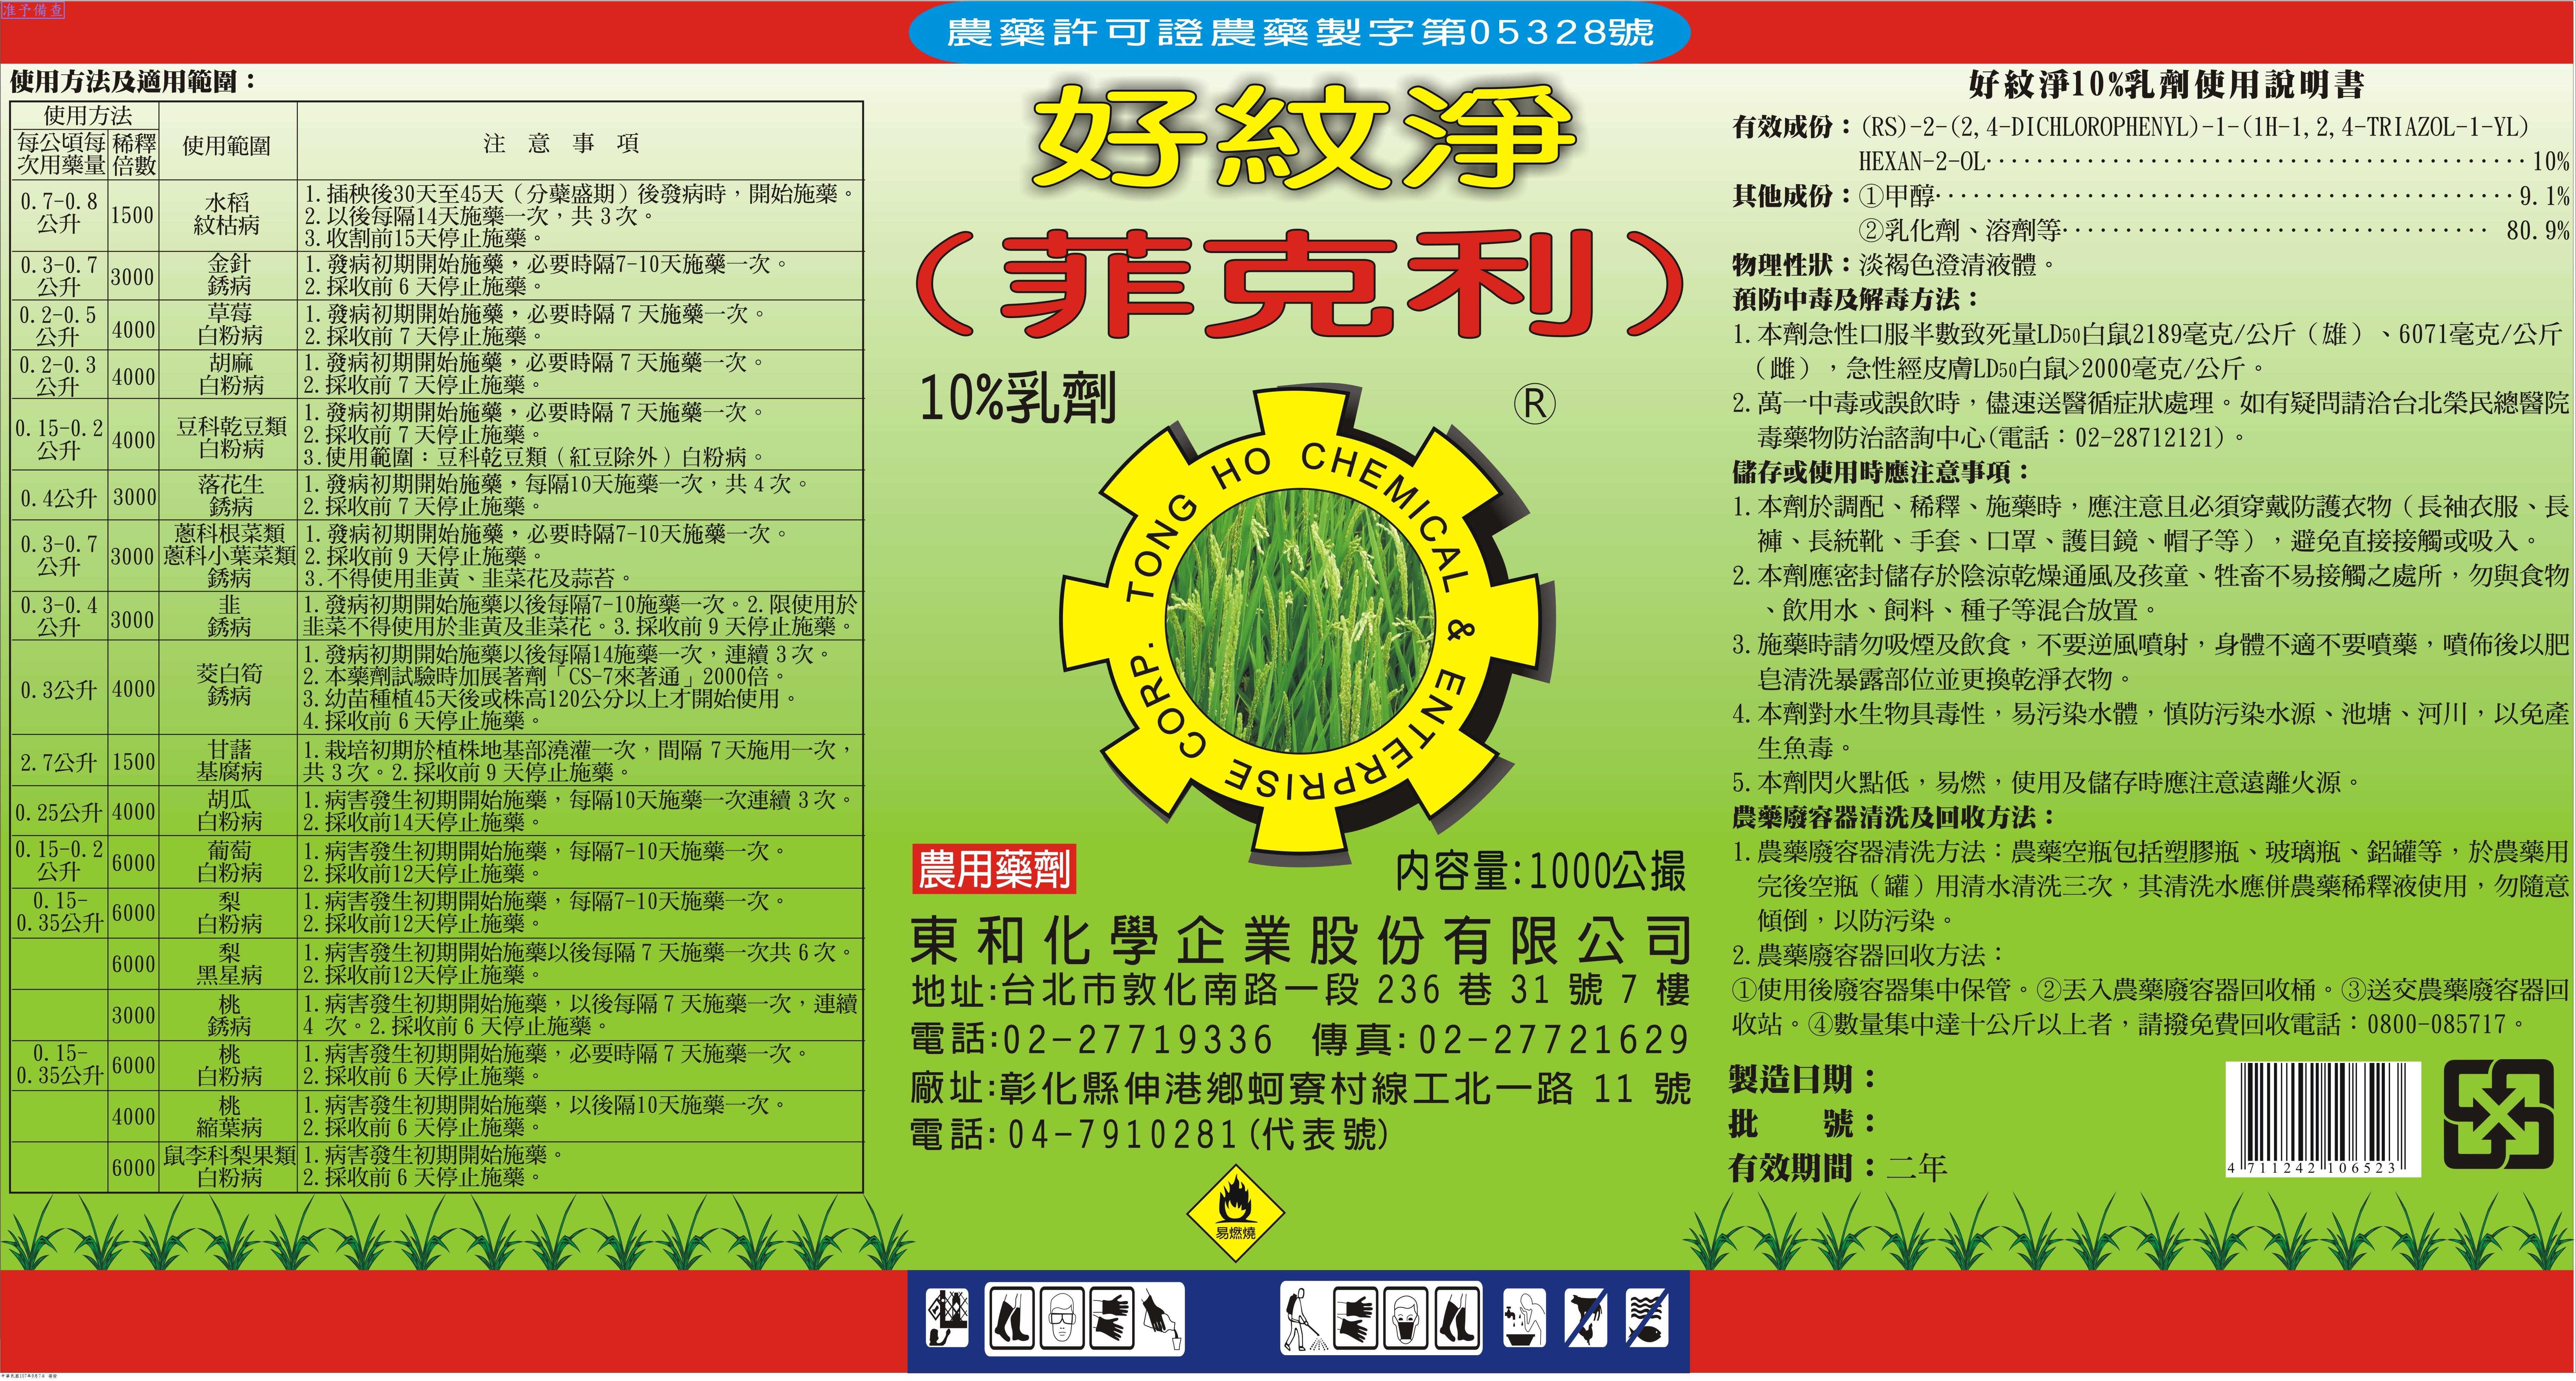 准予備查
農藥許可證農藥製字第05328號
使用方法及適用範圍：
使用方法
每公頃每次用藥量 稀釋倍數 使用範圍 注 意 事 項
0.7-0.8公升 1500 水稻 紋枯病
1.插秧後30天至45天（分蘗盛期）後發病時，開始施藥。
2.以後每隔14天施藥一次，共 3 次。
3.收割前15天停止施藥。
0.3-0.7公升 3000 金針 銹病
1.發病初期開始施藥，必要時隔7-10天施藥一次。
2.採收前 6 天停止施藥。
0.2-0.5公升 4000 草莓 白粉病
1.發病初期開始施藥，必要時隔 7 天施藥一次。
2.採收前 7 天停止施藥。
0.2-0.3公升 4000 胡麻 白粉病
1.發病初期開始施藥，必要時隔 7 天施藥一次。
2.採收前 7 天停止施藥。
0.15-0.2公升 4000 豆科乾豆類 白粉病
1.發病初期開始施藥，必要時隔 7 天施藥一次。
2.採收前 7 天停止施藥。
3.使用範圍：豆科乾豆類（紅豆除外）白粉病。
0.4公升 3000 落花生 銹病
1.發病初期開始施藥，每隔10天施藥一次，共 4 次。
2.採收前 7 天停止施藥。
0.3-0.7公升 3000 蔥科根菜類 蔥科小葉菜類 銹病
1.發病初期開始施藥，必要時隔7-10天施藥一次。
2.採收前 9 天停止施藥。
3.不得使用韭黃、韭菜花及蒜苔。
0.3-0.4公升 3000 韭 銹病
1.發病初期開始施藥以後每隔7-10施藥一次。2.限使用於
韭菜不得使用於韭黃及韭菜花。3.採收前 9 天停止施藥。
0.3公升 4000 茭白筍 銹病
1.發病初期開始施藥以後每隔14施藥一次，連續 3 次。
2.本藥劑試驗時加展著劑「CS-7來著通」2000倍。
3.幼苗種植45天後或株高120公分以上才開始使用。
4.採收前 6 天停止施藥。
2.7公升 1500 甘藷 基腐病
1.栽培初期於植株地基部澆灌一次，間隔 7天施用一次，
共 3 次。2.採收前 9 天停止施藥。
0.25公升 4000 胡瓜 白粉病
1.病害發生初期開始施藥，每隔10天施藥一次連續 3 次。
2.採收前14天停止施藥。
0.15-0.2公升 6000 葡萄 白粉病
1.病害發生初期開始施藥，每隔7-10天施藥一次。
2.採收前12天停止施藥。
0.15-0.35公升 6000 梨 白粉病
1.病害發生初期開始施藥，每隔7-10天施藥一次。
2.採收前12天停止施藥。
6000 梨 黑星病
1.病害發生初期開始施藥以後每隔 7 天施藥一次共 6 次。
2.採收前12天停止施藥。
3000 桃 銹病
1.病害發生初期開始施藥，以後每隔 7 天施藥一次，連續
4 次。2.採收前 6 天停止施藥。
0.15-0.35公升 6000 桃 白粉病
1.病害發生初期開始施藥，必要時隔 7 天施藥一次。
2.採收前 6 天停止施藥。
4000 桃 縮葉病
1.病害發生初期開始施藥，以後隔10天施藥一次。
2.採收前 6 天停止施藥。
6000 鼠李科梨果類 白粉病
1.病害發生初期開始施藥。
2.採收前 6 天停止施藥。
好紋淨
（菲克利）
10%乳劑
®
TONG HO CHEMICAL & ENTERPRISE CORP.
農用藥劑
內容量:1000公撮
東和化學企業股份有限公司
地址:台北市敦化南路一段 236 巷 31 號 7 樓
電話:02-27719336 傳真:02-27721629
廠址:彰化縣伸港鄉蚵寮村線工北一路 11 號
電話:04-7910281(代表號)
易燃燒
好紋淨10%乳劑使用說明書
有效成份：(RS)-2-(2,4-DICHLOROPHENYL)-1-(1H-1,2,4-TRIAZOL-1-YL)
HEXAN-2-OL‥‥‥‥‥‥‥‥‥‥‥‥‥10%
其他成份：①甲醇‥‥‥‥‥‥‥‥‥‥‥‥‥9.1%
②乳化劑、溶劑等‥‥‥‥‥‥‥‥‥‥‥80.9%
物理性狀：淡褐色澄清液體。
預防中毒及解毒方法：
1.本劑急性口服半數致死量LD50白鼠2189毫克/公斤（雄）、6071毫克/公斤
（雌），急性經皮膚LD50白鼠>2000毫克/公斤。
2.萬一中毒或誤飲時，儘速送醫循症狀處理。如有疑問請洽台北榮民總醫院
毒藥物防治諮詢中心(電話：02-28712121)。
儲存或使用時應注意事項：
1.本劑於調配、稀釋、施藥時，應注意且必須穿戴防護衣物（長袖衣服、長
褲、長統靴、手套、口罩、護目鏡、帽子等），避免直接接觸或吸入。
2.本劑應密封儲存於陰涼乾燥通風及孩童、牲畜不易接觸之處所，勿與食物
、飲用水、飼料、種子等混合放置。
3.施藥時請勿吸煙及飲食，不要逆風噴射，身體不適不要噴藥，噴佈後以肥
皂清洗暴露部位並更換乾淨衣物。
4.本劑對水生物具毒性，易污染水體，慎防污染水源、池塘、河川，以免產
生魚毒。
5.本劑閃火點低，易燃，使用及儲存時應注意遠離火源。
農藥廢容器清洗及回收方法：
1.農藥廢容器清洗方法：農藥空瓶包括塑膠瓶、玻璃瓶、鋁罐等，於農藥用
完後空瓶（罐）用清水清洗三次，其清洗水應併農藥稀釋液使用，勿隨意
傾倒，以防污染。
2.農藥廢容器回收方法：
①使用後廢容器集中保管。②丟入農藥廢容器回收桶。③送交農藥廢容器回
收站。④數量集中達十公斤以上者，請撥免費回收電話：0800-085717。
製造日期：
批　號：
有效期間：二年
4 711242 106523